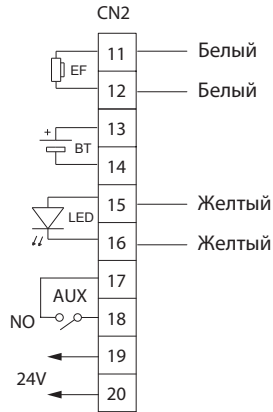 CN2
11 Белый
EF
12 Белый
13
+
BT
14
15 Желтый
LED
16 Желтый
17
AUX
NO 18
19
24V
20